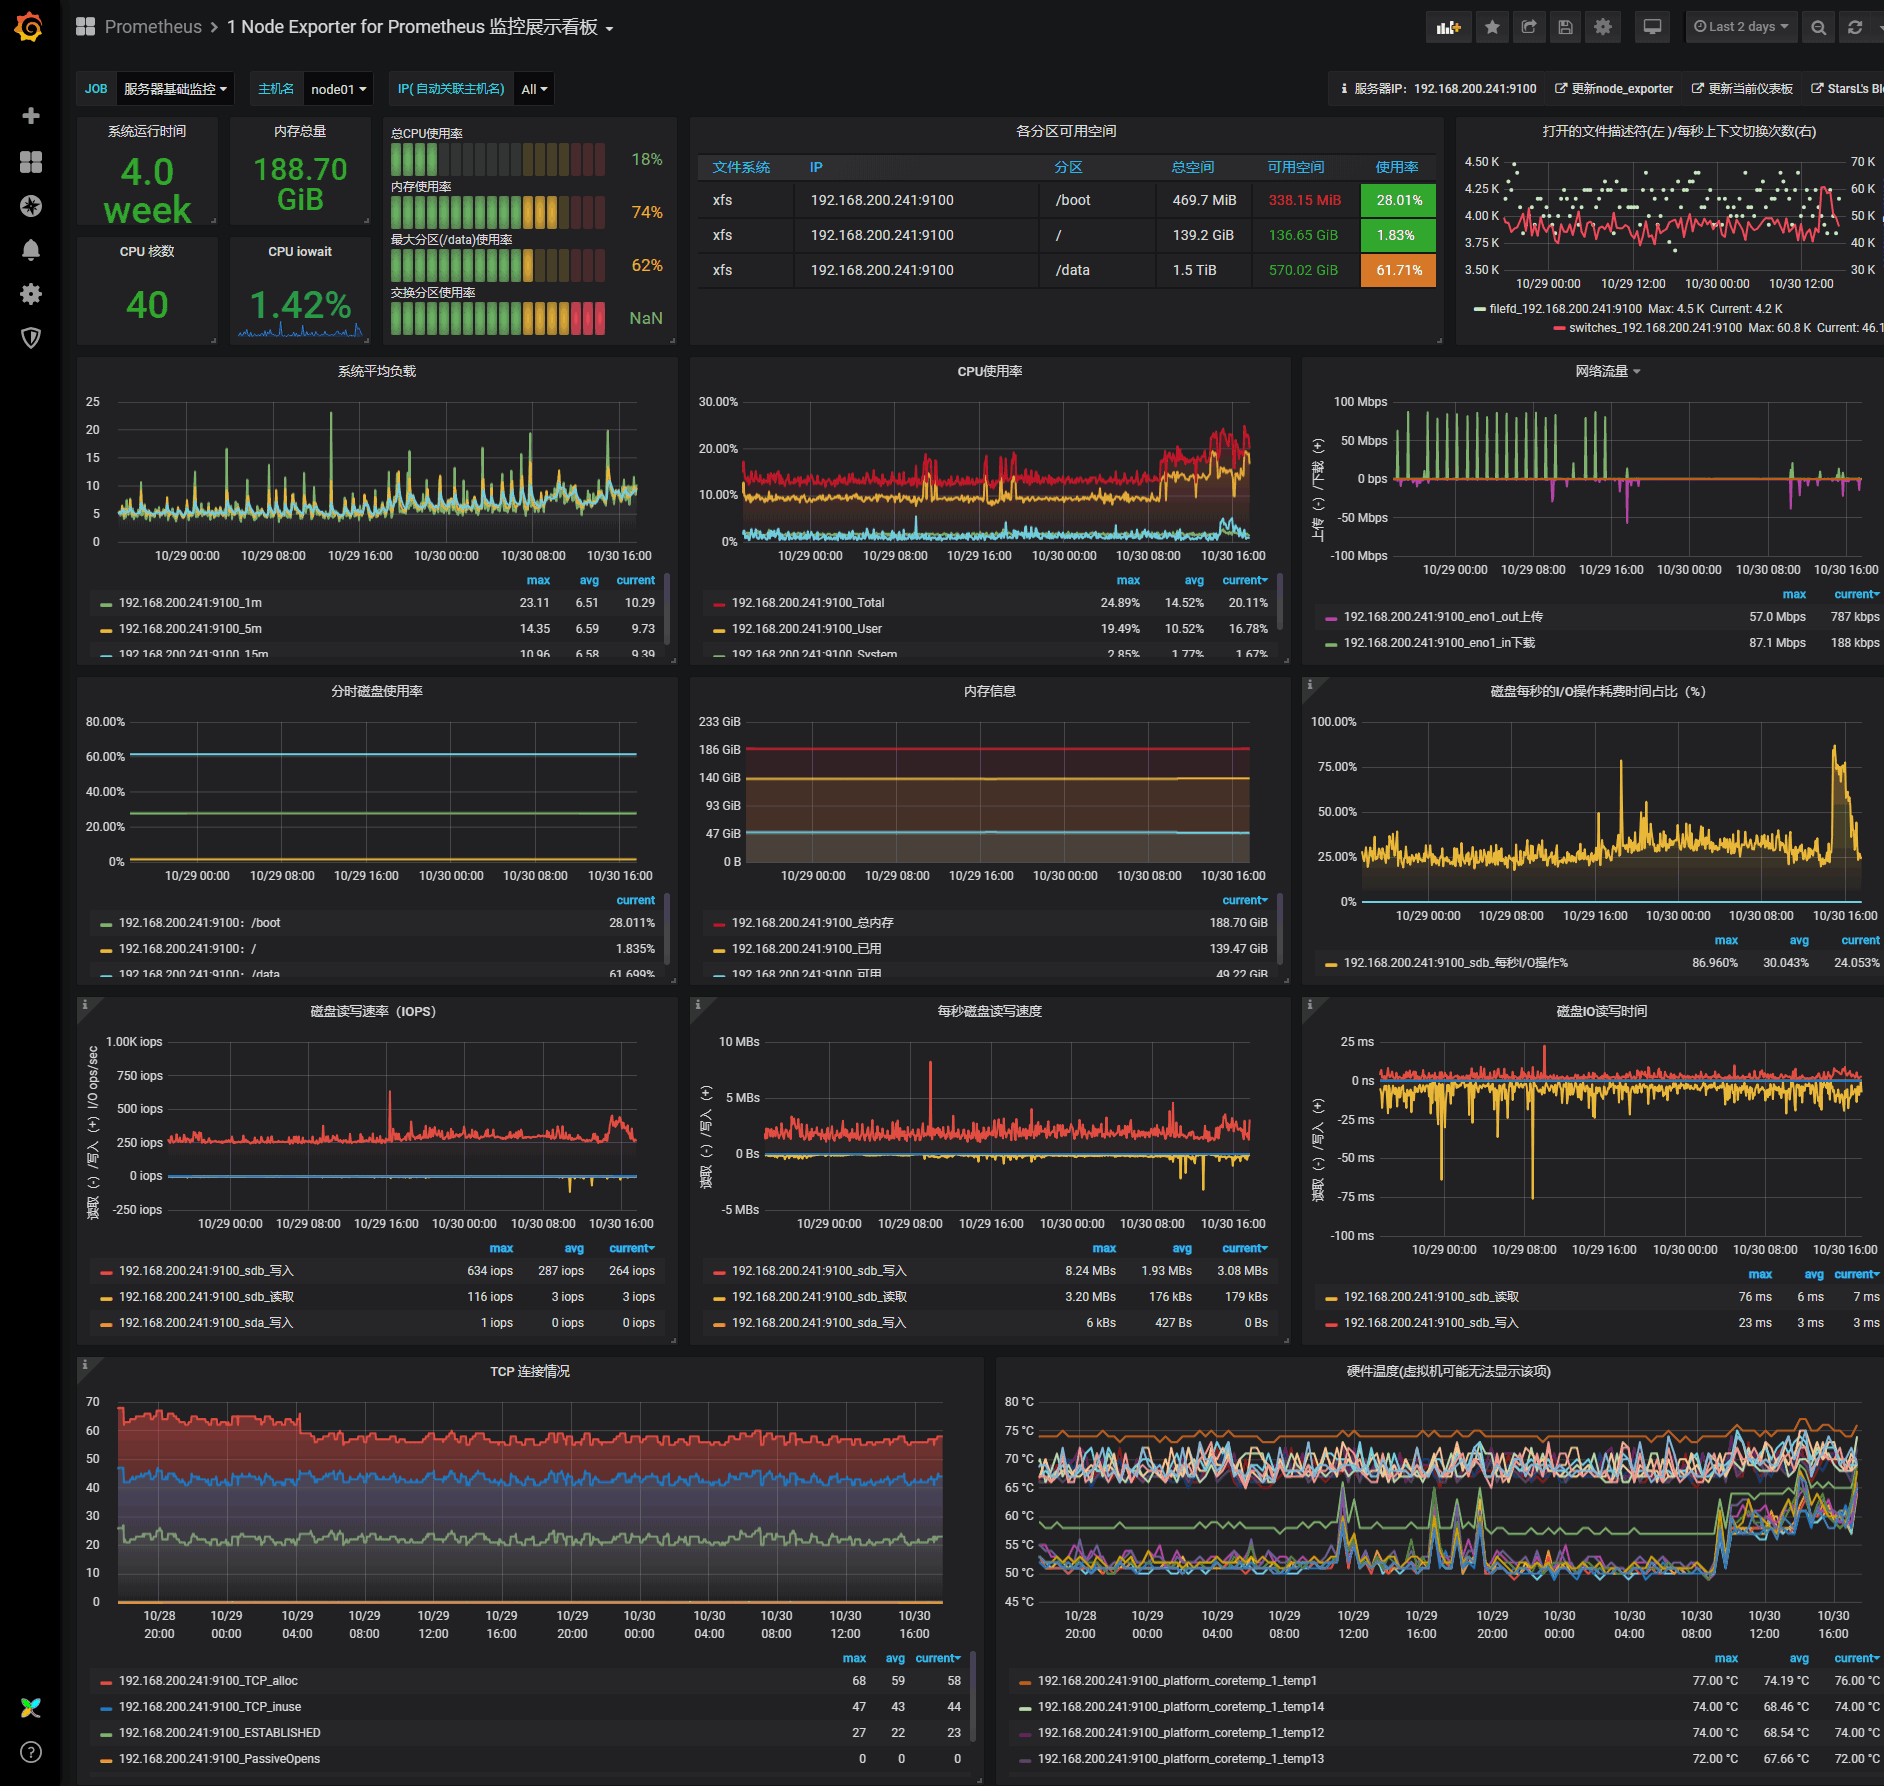 Prometheus > 1 Node Exporter for Prometheus 监控展示看板
Last 2 days
JOB 服务器基础监控 主机名 node01 IP(自动关联主机名) All
服务器IP：192.168.200.241:9100 更新node_exporter 更新当前仪表板 StarsL's Bl
系统运行时间
4.0
week
内存总量
188.70
GiB
CPU 核数
40
CPU iowait
1.42%
总CPU使用率
18%
内存使用率
74%
最大分区(/data)使用率
62%
交换分区使用率
NaN
各分区可用空间
文件系统 IP 分区 总空间 可用空间 使用率
xfs 192.168.200.241:9100 /boot 469.7 MiB 338.15 MiB 28.01%
xfs 192.168.200.241:9100 / 139.2 GiB 136.65 GiB 1.83%
xfs 192.168.200.241:9100 /data 1.5 TiB 570.02 GiB 61.71%
打开的文件描述符(左 )/每秒上下文切换次数(右)
4.50 K 70 K
4.25 K 60 K
4.00 K 50 K
3.75 K 40 K
3.50 K 30 K
10/29 00:00 10/29 12:00 10/30 00:00 10/30 12:00
filefd_192.168.200.241:9100 Max: 4.5 K Current: 4.2 K
switches_192.168.200.241:9100 Max: 60.8 K Current: 46.1
系统平均负载
25
20
15
10
5
0
10/29 00:00 10/29 08:00 10/29 16:00 10/30 00:00 10/30 08:00 10/30 16:00
max avg current
192.168.200.241:9100_1m 23.11 6.51 10.29
192.168.200.241:9100_5m 14.35 6.59 9.73
192.168.200.241:9100_15m 10.96 6.58 9.39
CPU使用率
30.00%
20.00%
10.00%
0%
10/29 00:00 10/29 08:00 10/29 16:00 10/30 00:00 10/30 08:00 10/30 16:00
max avg current
192.168.200.241:9100_Total 24.89% 14.52% 20.11%
192.168.200.241:9100_User 19.49% 10.52% 16.78%
192.168.200.241:9100_System 2.85% 1.77% 1.67%
网络流量
上传（-）/下载（+）
100 Mbps
50 Mbps
0 bps
-50 Mbps
-100 Mbps
10/29 00:00 10/29 08:00 10/29 16:00 10/30 00:00 10/30 08:00 10/30 16:00
max current
192.168.200.241:9100_eno1_out上传 57.0 Mbps 787 kbps
192.168.200.241:9100_eno1_in下载 87.1 Mbps 188 kbps
分时磁盘使用率
80.00%
60.00%
40.00%
20.00%
0%
10/29 00:00 10/29 08:00 10/29 16:00 10/30 00:00 10/30 08:00 10/30 16:00
current
192.168.200.241:9100：/boot 28.011%
192.168.200.241:9100：/ 1.835%
192.168.200.241:9100：/data 61.699%
内存信息
233 GiB
186 GiB
140 GiB
93 GiB
47 GiB
0 B
10/29 00:00 10/29 08:00 10/29 16:00 10/30 00:00 10/30 08:00 10/30 16:00
current
192.168.200.241:9100_总内存 188.70 GiB
192.168.200.241:9100_已用 139.47 GiB
192.168.200.241:9100_可用 49.22 GiB
磁盘每秒的I/O操作耗费时间占比（%）
100.00%
75.00%
50.00%
25.00%
0%
10/29 00:00 10/29 08:00 10/29 16:00 10/30 00:00 10/30 08:00 10/30 16:00
max avg current
192.168.200.241:9100_sdb_每秒I/O操作% 86.960% 30.043% 24.053%
磁盘读写速率（IOPS）
读取（-）/写入（+）I/O ops/sec
1.00K iops
750 iops
500 iops
250 iops
0 iops
-250 iops
10/29 00:00 10/29 08:00 10/29 16:00 10/30 00:00 10/30 08:00 10/30 16:00
max avg current
192.168.200.241:9100_sdb_写入 634 iops 287 iops 264 iops
192.168.200.241:9100_sdb_读取 116 iops 3 iops 3 iops
192.168.200.241:9100_sda_写入 1 iops 0 iops 0 iops
每秒磁盘读写速度
读取（-）/写入（+）
10 MBs
5 MBs
0 Bs
-5 MBs
10/29 00:00 10/29 08:00 10/29 16:00 10/30 00:00 10/30 08:00 10/30 16:00
max avg current
192.168.200.241:9100_sdb_写入 8.24 MBs 1.93 MBs 3.08 MBs
192.168.200.241:9100_sdb_读取 3.20 MBs 176 kBs 179 kBs
192.168.200.241:9100_sda_写入 6 kBs 427 Bs 0 Bs
磁盘IO读写时间
读取（-）/写入（+）
25 ms
0 ns
-25 ms
-50 ms
-75 ms
-100 ms
10/29 00:00 10/29 08:00 10/29 16:00 10/30 00:00 10/30 08:00 10/30 16:00
max avg current
192.168.200.241:9100_sdb_读取 76 ms 6 ms 7 ms
192.168.200.241:9100_sdb_写入 23 ms 3 ms 3 ms
TCP 连接情况
70
60
50
40
30
20
10
0
10/28 10/29 10/29 10/29 10/29 10/29 10/29 10/30 10/30 10/30 10/30 10/30
20:00 00:00 04:00 08:00 12:00 16:00 20:00 00:00 04:00 08:00 12:00 16:00
max avg current
192.168.200.241:9100_TCP_alloc 68 59 58
192.168.200.241:9100_TCP_inuse 47 43 44
192.168.200.241:9100_ESTABLISHED 27 22 23
192.168.200.241:9100_PassiveOpens 0 0 0
硬件温度(虚拟机可能无法显示该项)
80 °C
75 °C
70 °C
65 °C
60 °C
55 °C
50 °C
45 °C
10/28 10/29 10/29 10/29 10/29 10/29 10/29 10/30 10/30 10/30 10/30 10/30
20:00 00:00 04:00 08:00 12:00 16:00 20:00 00:00 04:00 08:00 12:00 16:00
max avg current
192.168.200.241:9100_platform_coretemp_1_temp1 77.00 °C 74.19 °C 76.00 °C
192.168.200.241:9100_platform_coretemp_1_temp14 74.00 °C 68.46 °C 74.00 °C
192.168.200.241:9100_platform_coretemp_1_temp12 74.00 °C 68.54 °C 74.00 °C
192.168.200.241:9100_platform_coretemp_1_temp13 72.00 °C 67.66 °C 72.00 °C